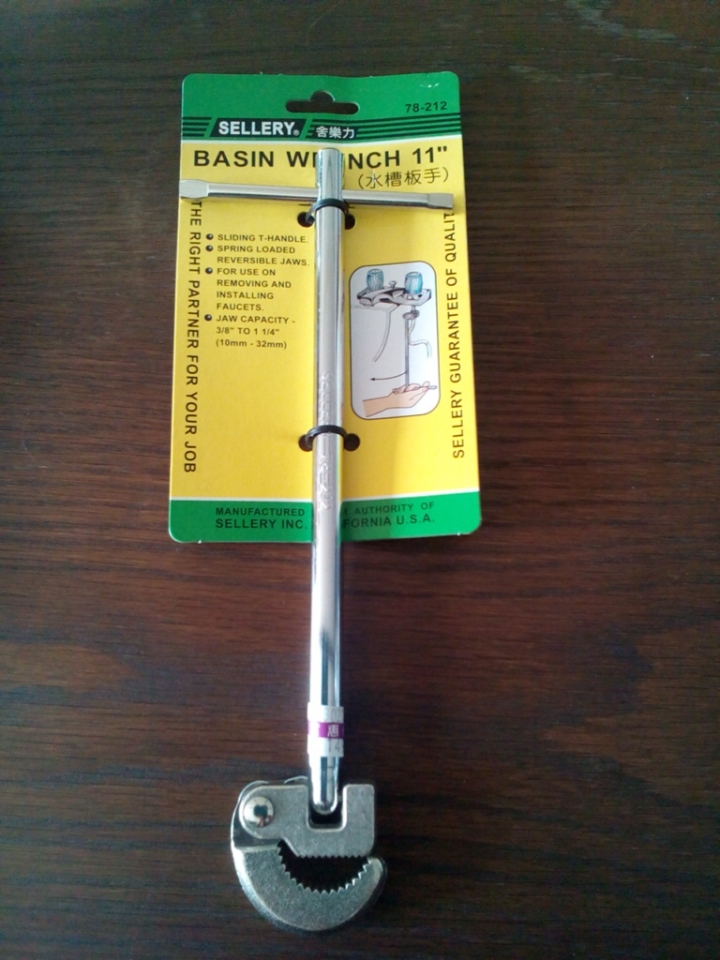 78-212
SELLERY® 舍樂力
BASIN W NCH 11"
(水槽板手)
THE RIGHT PARTNER FOR YOUR JOB
• SLIDING T-HANDLE.
• SPRING LOADED
REVERSIBLE JAWS.
• FOR USE ON
REMOVING AND
INSTALLING
FAUCETS.
• JAW CAPACITY -
3/8" TO 1 1/4"
(10mm - 32mm)
SELLERY GUARANTEE OF QUALIT
MANUFACTURED AUTHORITY OF
SELLERY INC. FORNIA U.S.A.
惠